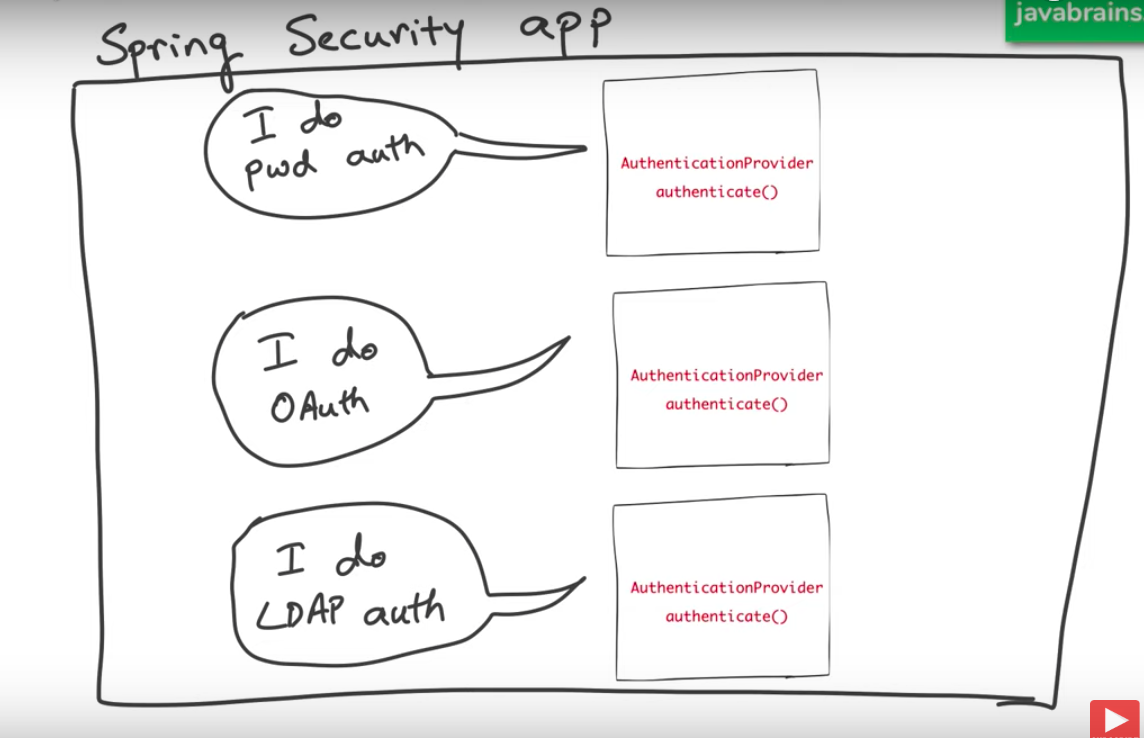 javabrains
Spring Security app
I do
pwd auth
AuthenticationProvider
authenticate()
I do
OAuth
AuthenticationProvider
authenticate()
I do
LDAP auth
AuthenticationProvider
authenticate()